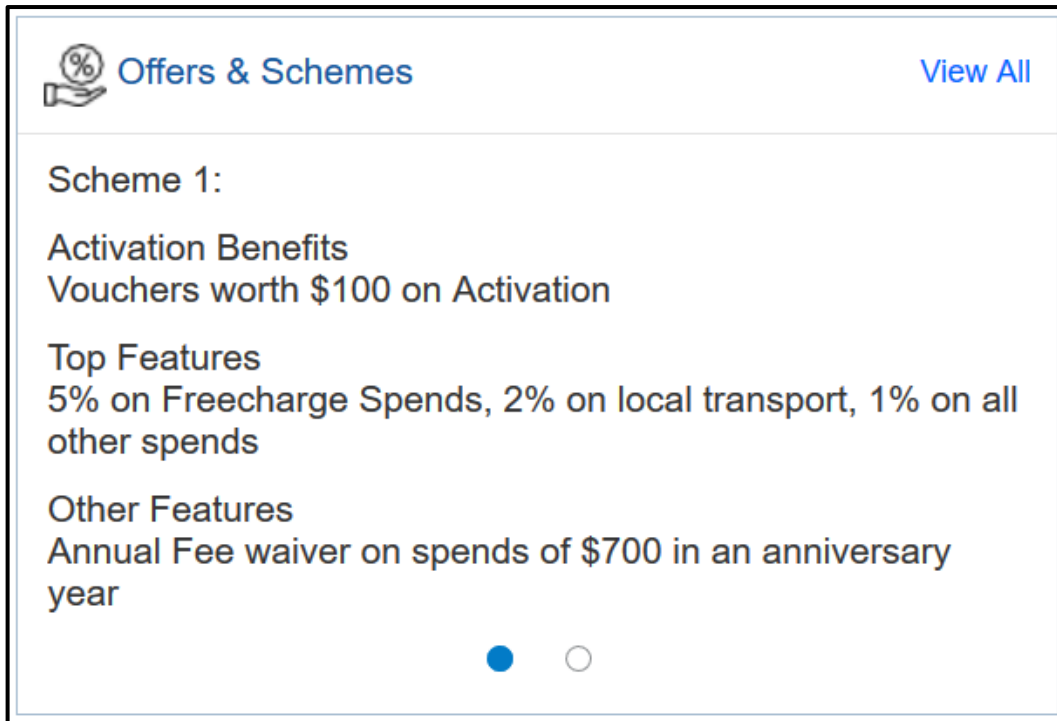 %
Offers & Schemes
View All
Scheme 1:
Activation Benefits
Vouchers worth $100 on Activation
Top Features
5% on Freecharge Spends, 2% on local transport, 1% on all
other spends
Other Features
Annual Fee waiver on spends of $700 in an anniversary
year